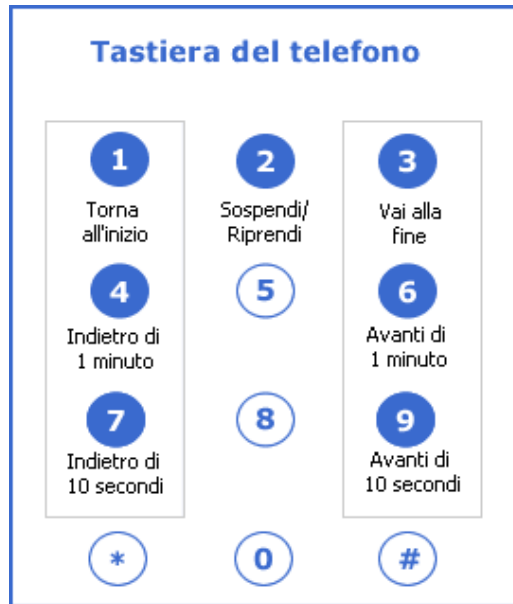 Tastiera del telefono
1
2
3
Torna
all'inizio
Sospendi/
Riprendi
Vai alla
fine
4
5
6
Indietro di
1 minuto
Avanti di
1 minuto
7
8
9
Indietro di
10 secondi
Avanti di
10 secondi
*
0
#